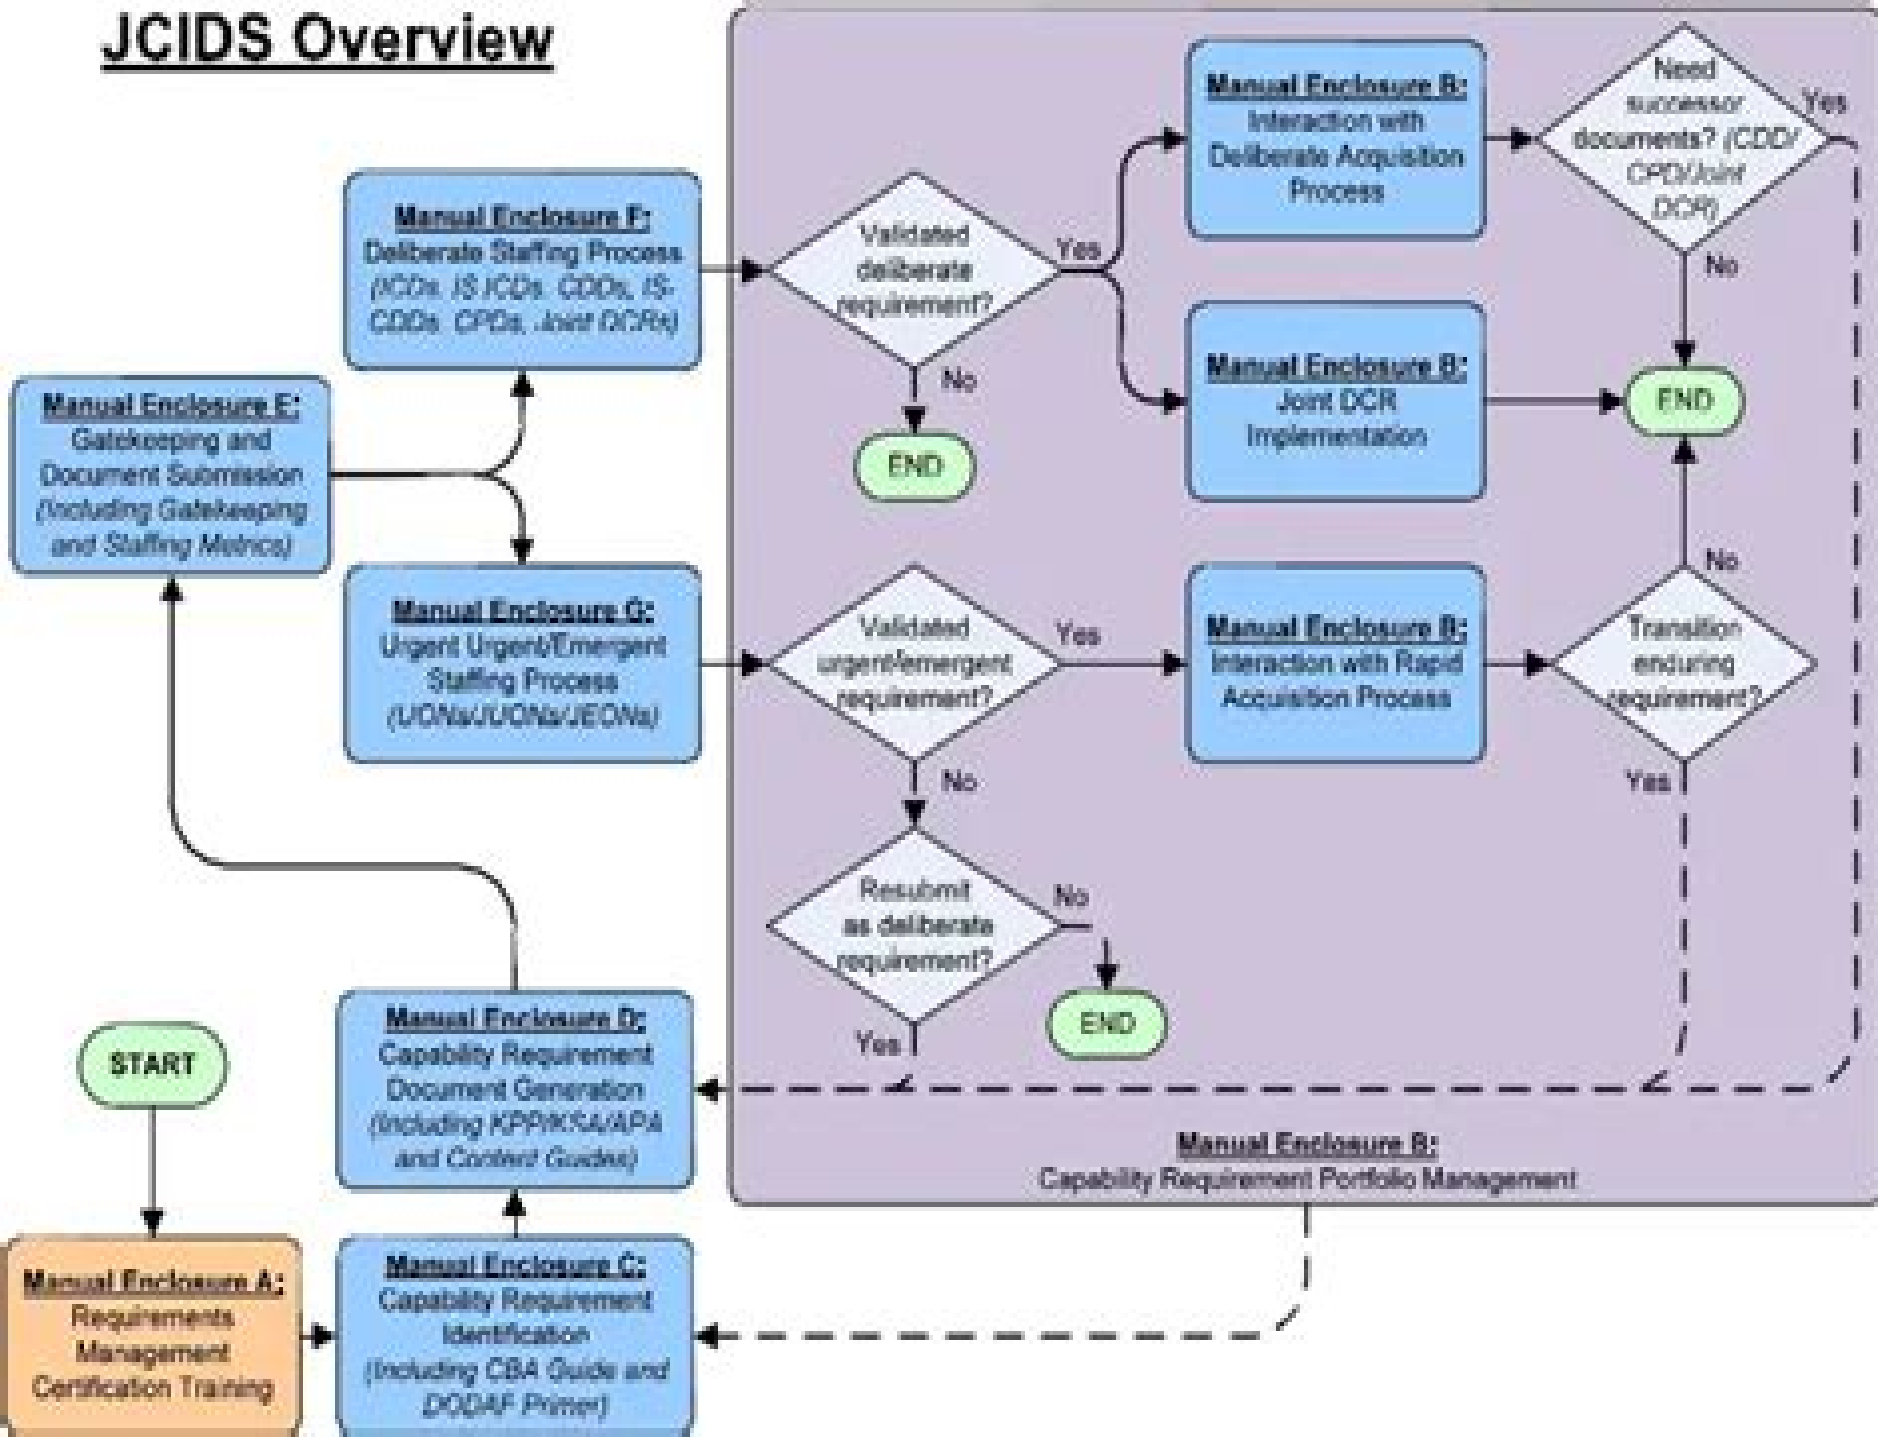 JCIDS Overview
Manual Enclosure B:
Interaction with
Deliberate Acquisition
Process
Need
successor
documents? (CDD/
CPD/Joint
DCR)
Yes
No
Manual Enclosure F:
Deliberate Staffing Process
(ICDs. IS ICDs. CDDs, IS-
CDDs. CPDs, Joint DCRs)
Validated
deliberate
requirement?
Yes
No
END
Manual Enclosure B:
Joint DCR
Implementation
END
Manual Enclosure E:
Gatekeeping and
Document Submission
(Including Gatekeeping
and Staffing Metrics)
Manual Enclosure G:
Urgent Urgent/Emergent
Staffing Process
(UONs/JUONs/JEONs)
Validated
urgent/emergent
requirement?
Yes
No
Manual Enclosure B:
Interaction with Rapid
Acquisition Process
No
Transition
enduring
requirement?
Yes
Resubmit
as deliberate
requirement?
No
END
Yes
START
Manual Enclosure D:
Capability Requirement
Document Generation
(Including KPP/KSA/APA
and Content Guides)
Manual Enclosure B:
Capability Requirement Portfolio Management
Manual Enclosure A:
Requirements
Management
Certification Training
Manual Enclosure C:
Capability Requirement
Identification
(Including CBA Guide and
DODAF Primer)